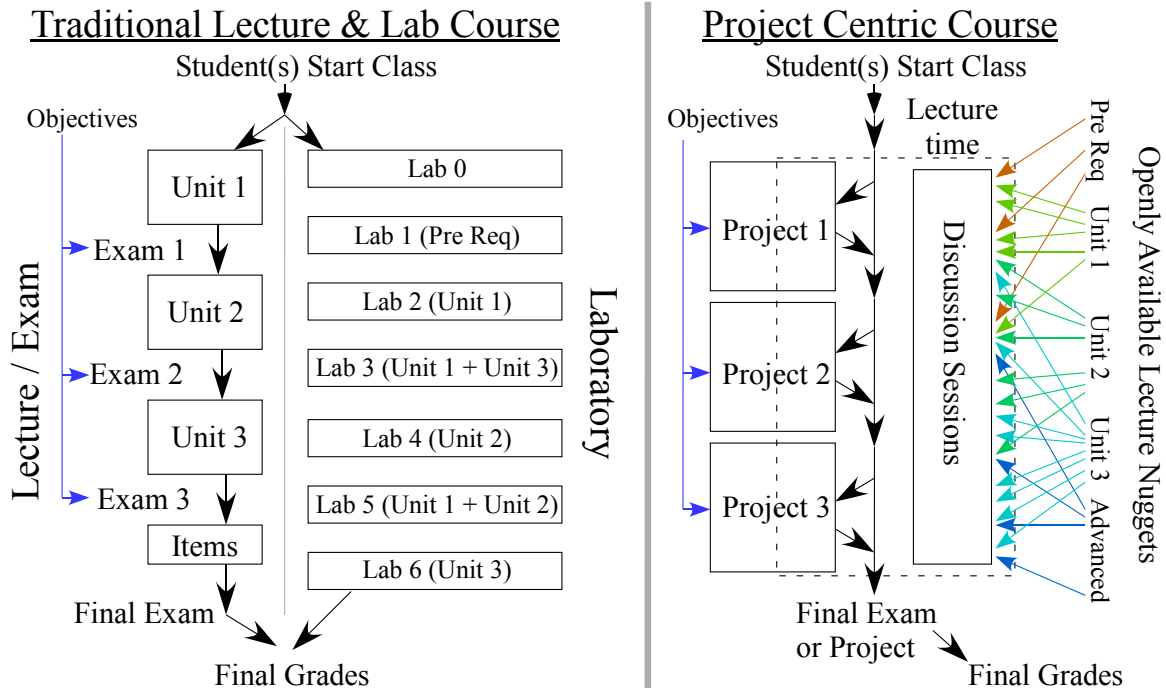 Traditional Lecture & Lab Course
Student(s) Start Class
Objectives
Lecture / Exam
Unit 1
Exam 1
Unit 2
Exam 2
Unit 3
Exam 3
Items
Final Exam
Lab 0
Lab 1 (Pre Req)
Lab 2 (Unit 1)
Lab 3 (Unit 1 + Unit 3)
Lab 4 (Unit 2)
Lab 5 (Unit 1 + Unit 2)
Lab 6 (Unit 3)
Laboratory
Final Grades
Project Centric Course
Student(s) Start Class
Objectives
Lecture
time
Project 1
Project 2
Project 3
Discussion Sessions
Pre Req
Unit 1
Unit 2
Unit 3
Advanced
Openly Available Lecture Nuggets
Final Exam
or Project
Final Grades